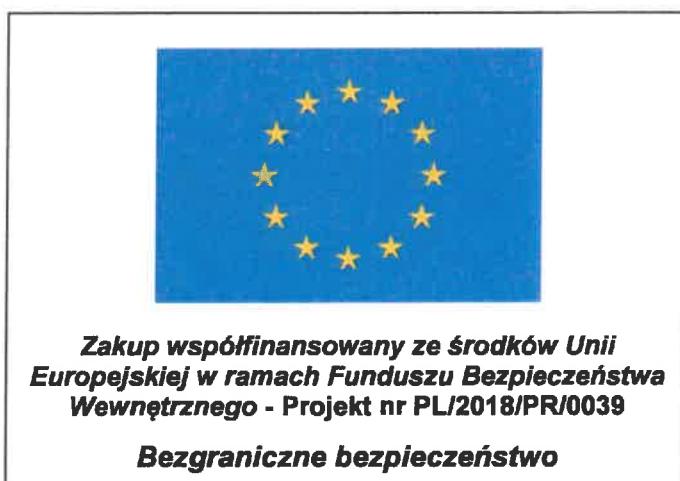 Zakup współfinansowany ze środków Unii
Europejskiej w ramach Funduszu Bezpieczeństwa
Wewnętrznego - Projekt nr PL/2018/PR/0039
Bezgraniczne bezpieczeństwo